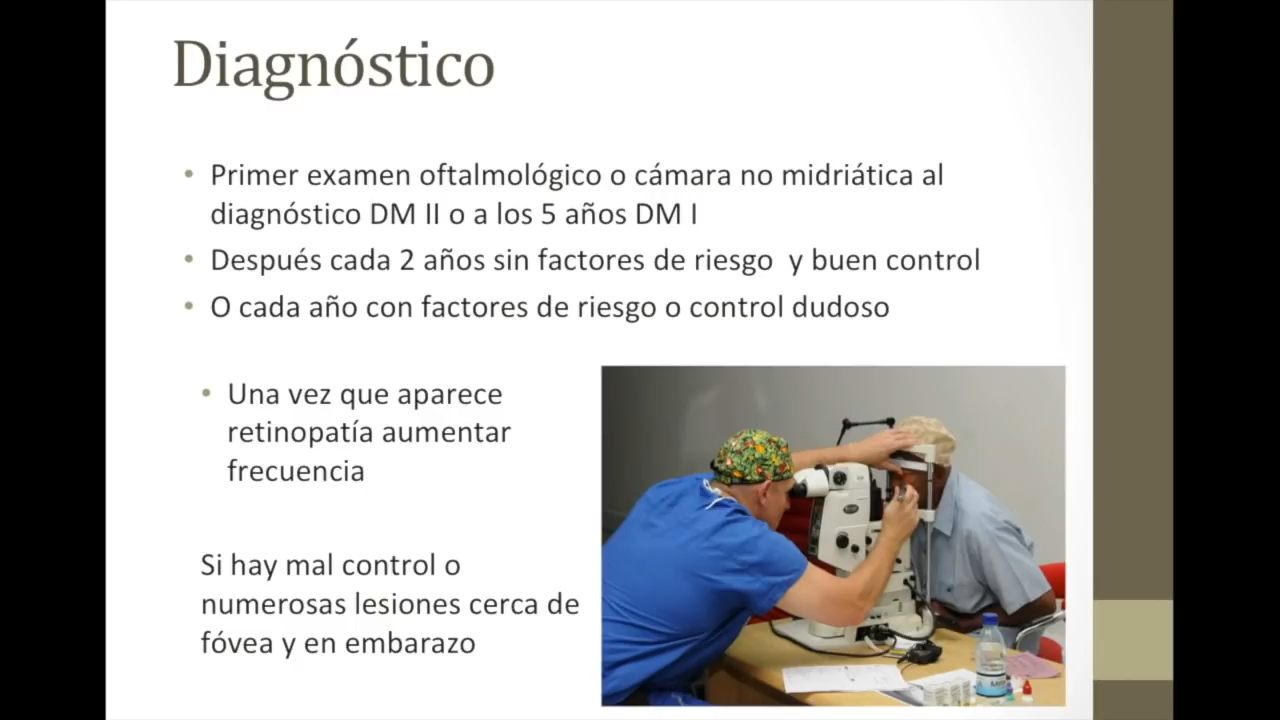 Diagnóstico
• Primer examen oftalmológico o cámara no midriática al
diagnóstico DM II o a los 5 años DM I
• Después cada 2 años sin factores de riesgo  y buen control
• O cada año con factores de riesgo o control dudoso
• Una vez que aparece
retinopatía aumentar
frecuencia
Si hay mal control o
numerosas lesiones cerca de
fóvea y en embarazo